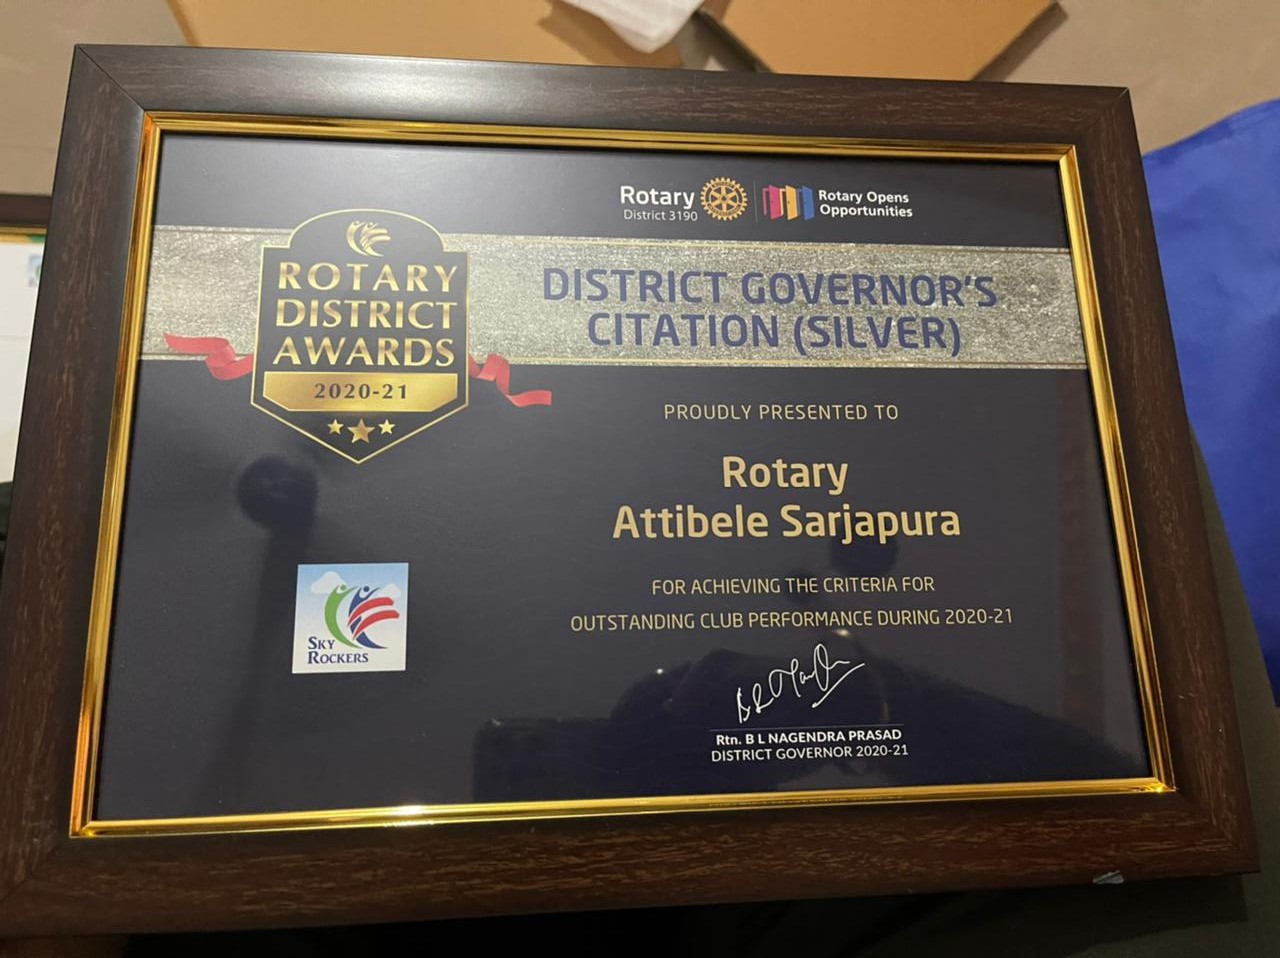 Rotary
District 3190
Rotary Opens
Opportunities
ROTARY
DISTRICT
AWARDS
2020-21
DISTRICT GOVERNOR'S
CITATION (SILVER)
PROUDLY PRESENTED TO
Rotary
Attibele Sarjapura
FOR ACHIEVING THE CRITERIA FOR
OUTSTANDING CLUB PERFORMANCE DURING 2020-21
SKY
ROCKERS
Rtn. B L NAGENDRA PRASAD
DISTRICT GOVERNOR 2020-21